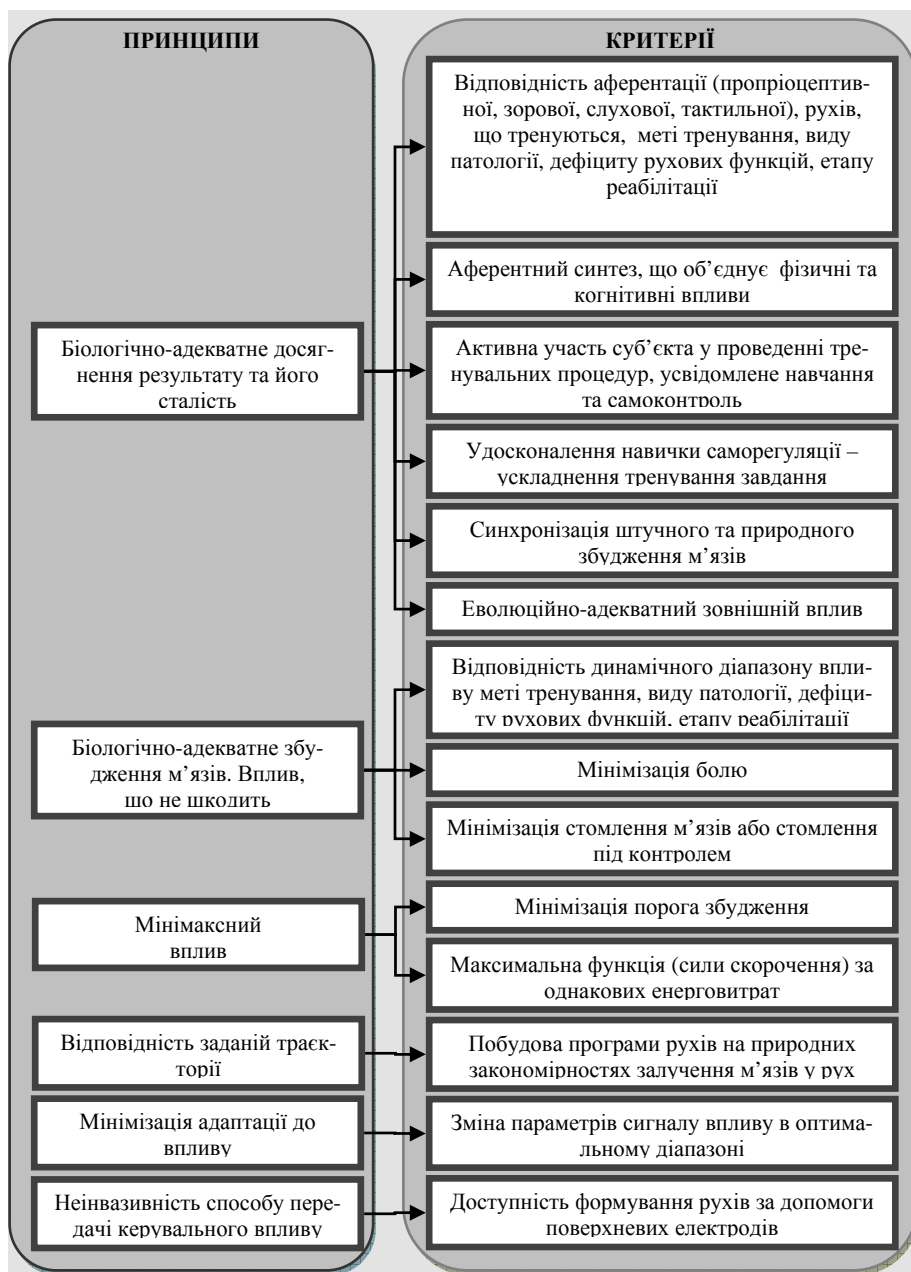 ПРИНЦИПИ
КРИТЕРІЇ
Відповідність аферентації (пропріоцептив-
ної, зорової, слухової, тактильної), рухів,
що тренуються, меті тренування, виду
патології, дефіциту рухових функцій, етапу
реабілітації
Аферентний синтез, що об’єднує фізичні та
когнітивні впливи
Біологічно-адекватне досяг-
нення результату та його
сталість
Активна участь суб’єкта у проведенні тре-
нувальних процедур, усвідомлене навчання
та самоконтроль
Удосконалення навички саморегуляції –
ускладнення тренування завдання
Синхронізація штучного та природного
збудження м’язів
Еволюційно-адекватний зовнішній вплив
Біологічно-адекватне збу-
дження м’язів. Вплив,
що не шкодить
Відповідність динамічного діапазону впли-
ву меті тренування, виду патології, дефіци-
ту рухових функцій, етапу реабілітації
Мінімізація болю
Мінімізація стомлення м’язів або стомлення
під контролем
Мінімаксний
вплив
Мінімізація порога збудження
Максимальна функція (сили скорочення) за
однакових енерговитрат
Відповідність заданій траєк-
торії
Побудова програми рухів на природних
закономірностях залучення м’язів у рух
Мінімізація адаптації до
впливу
Зміна параметрів сигналу впливу в оптима-
льному діапазоні
Неінвазивність способу пере-
дачі керувального впливу
Доступність формування рухів за допомоги
поверхневих електродів